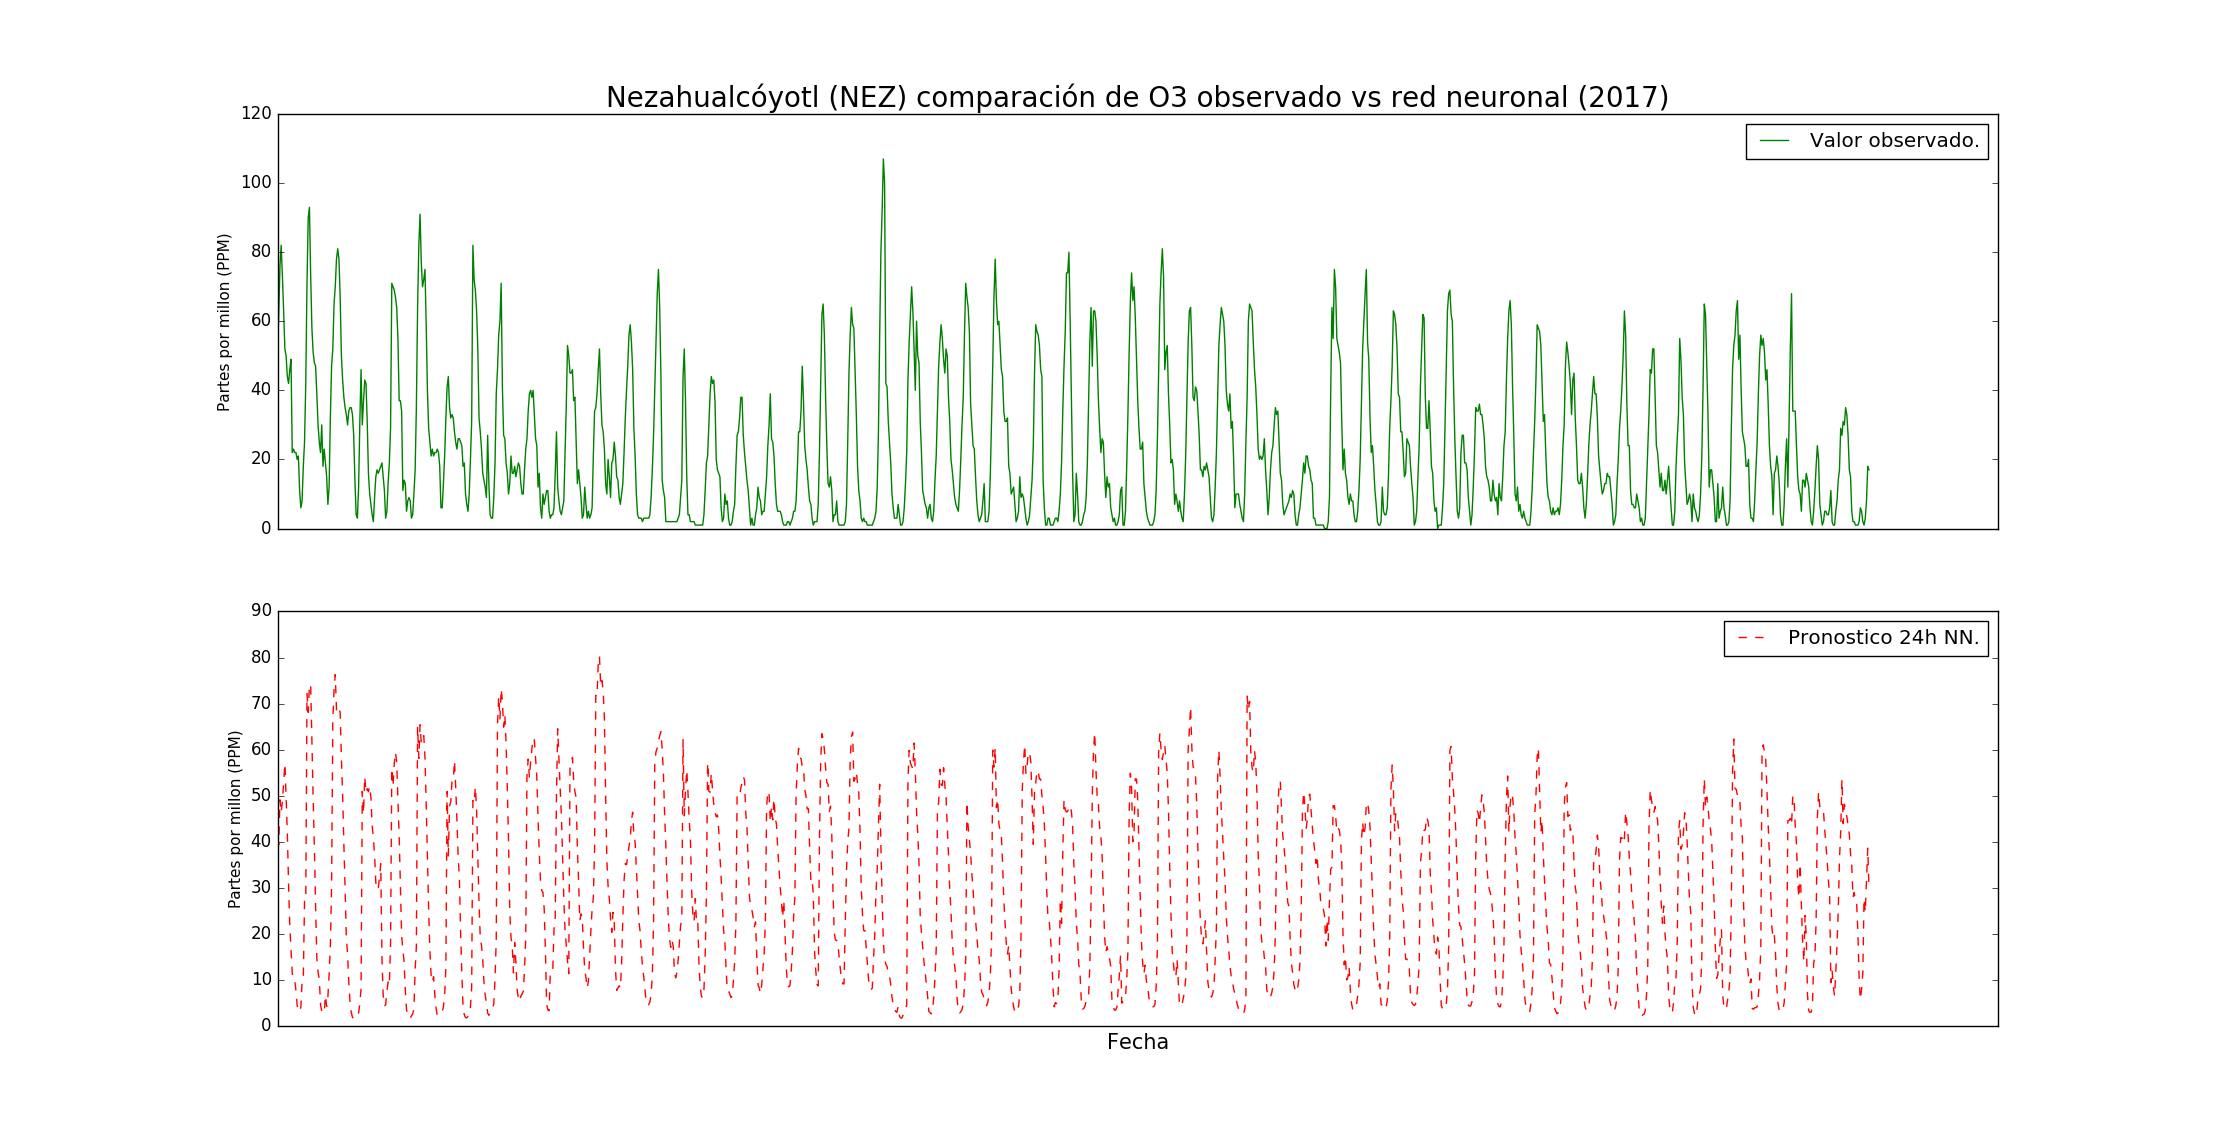 Nezahualcóyotl (NEZ) comparación de O3 observado vs red neuronal (2017)
120
100
80
60
40
20
0
Partes por millon (PPM)
Valor observado.
90
80
70
60
50
40
30
20
10
0
Partes por millon (PPM)
Pronostico 24h NN.
Fecha